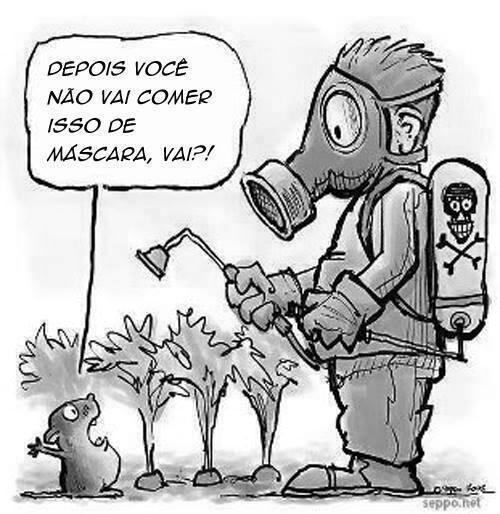 DEPOIS VOCÊ
NÃO VAI COMER
ISSO DE
MÁSCARA, VAI?!
seppo.net